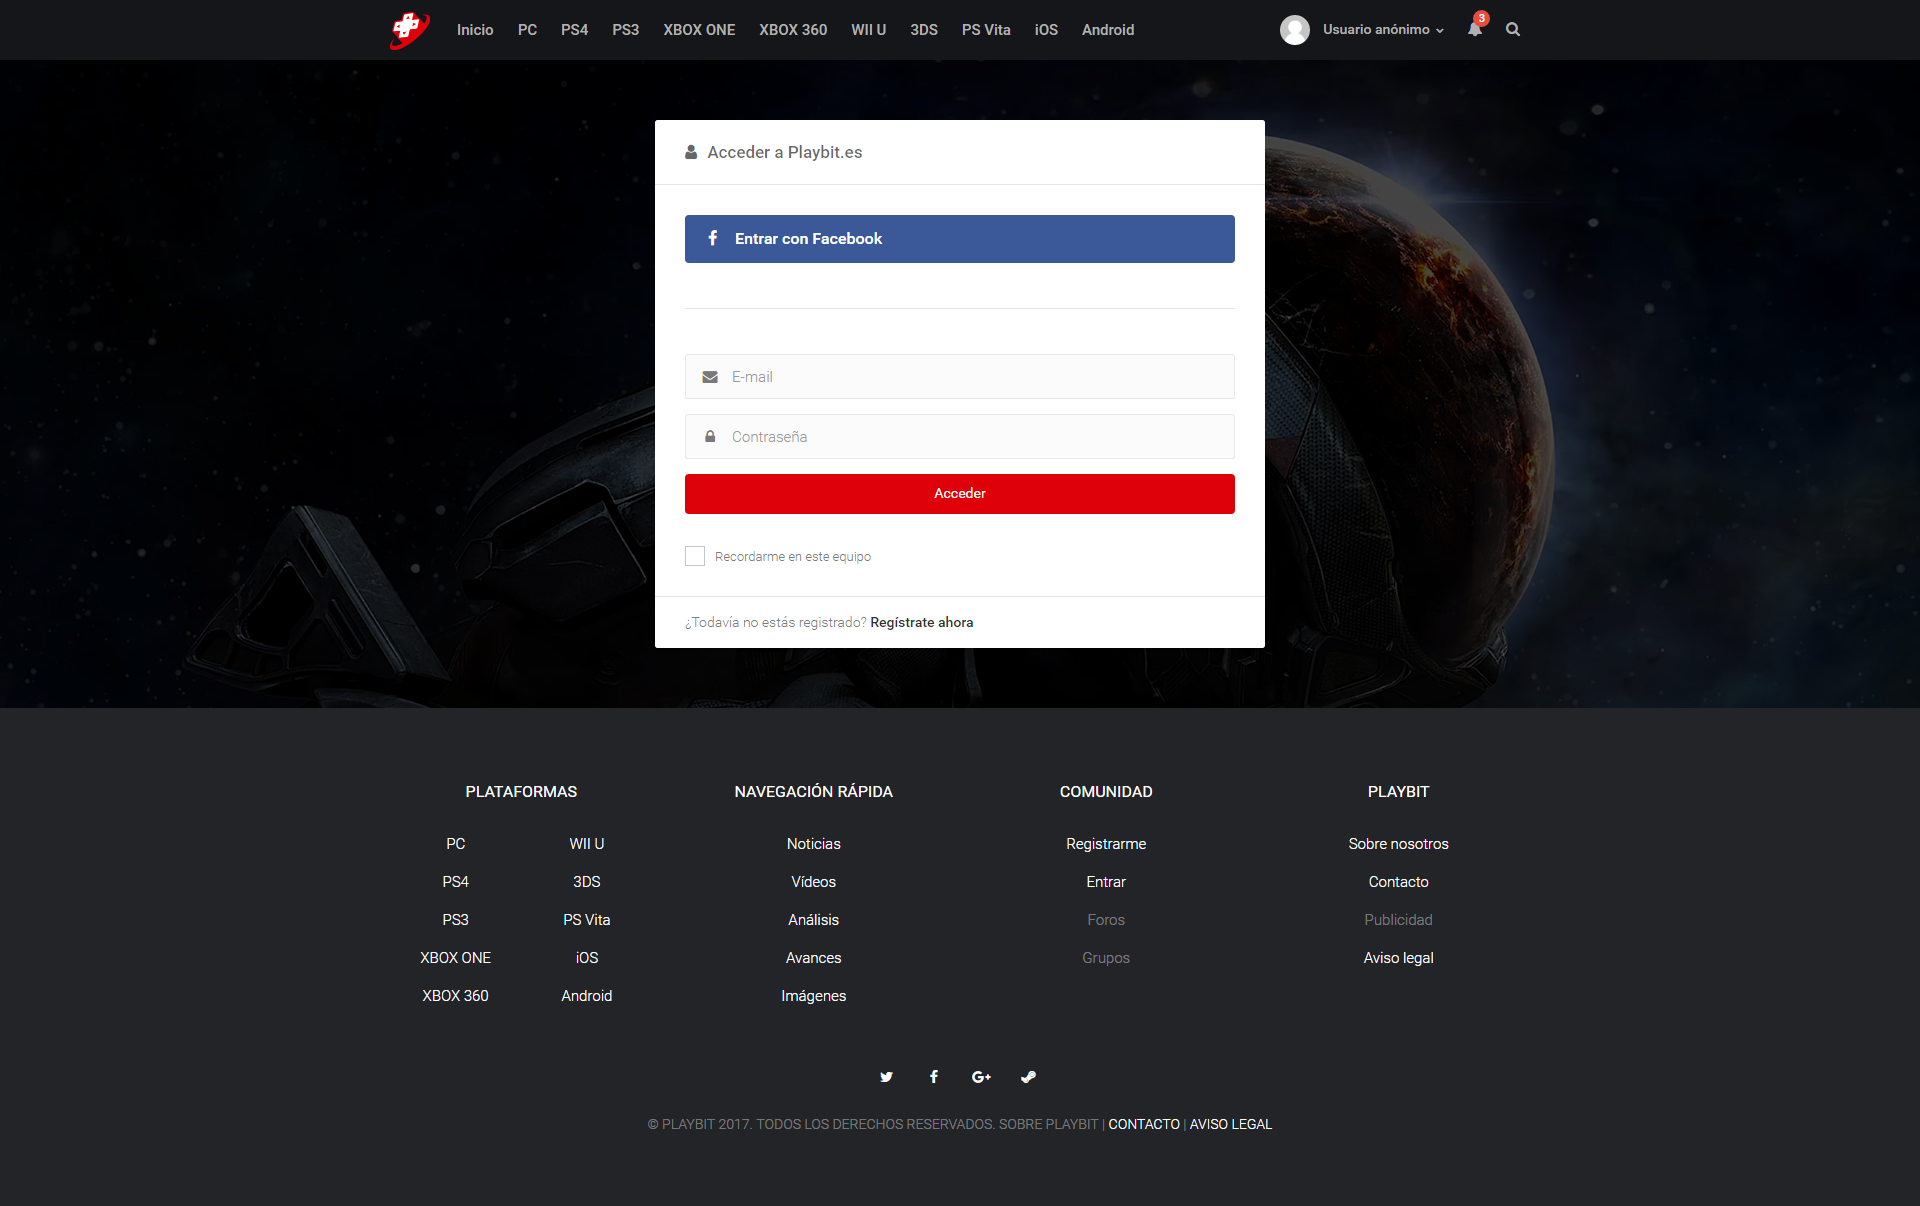 Inicio PC PS4 PS3 XBOX ONE XBOX 360 WII U 3DS PS Vita iOS Android Usuario anónimo 3
Acceder a Playbit.es
Entrar con Facebook
E-mail
Contraseña
Acceder
Recordarme en este equipo
¿Todavía no estás registrado? Regístrate ahora
PLATAFORMAS
PC
PS4
PS3
XBOX ONE
XBOX 360
WII U
3DS
PS Vita
iOS
Android
NAVEGACIÓN RÁPIDA
Noticias
Vídeos
Análisis
Avances
Imágenes
COMUNIDAD
Registrarme
Entrar
Foros
Grupos
PLAYBIT
Sobre nosotros
Contacto
Publicidad
Aviso legal
© PLAYBIT 2017. TODOS LOS DERECHOS RESERVADOS. SOBRE PLAYBIT | CONTACTO | AVISO LEGAL